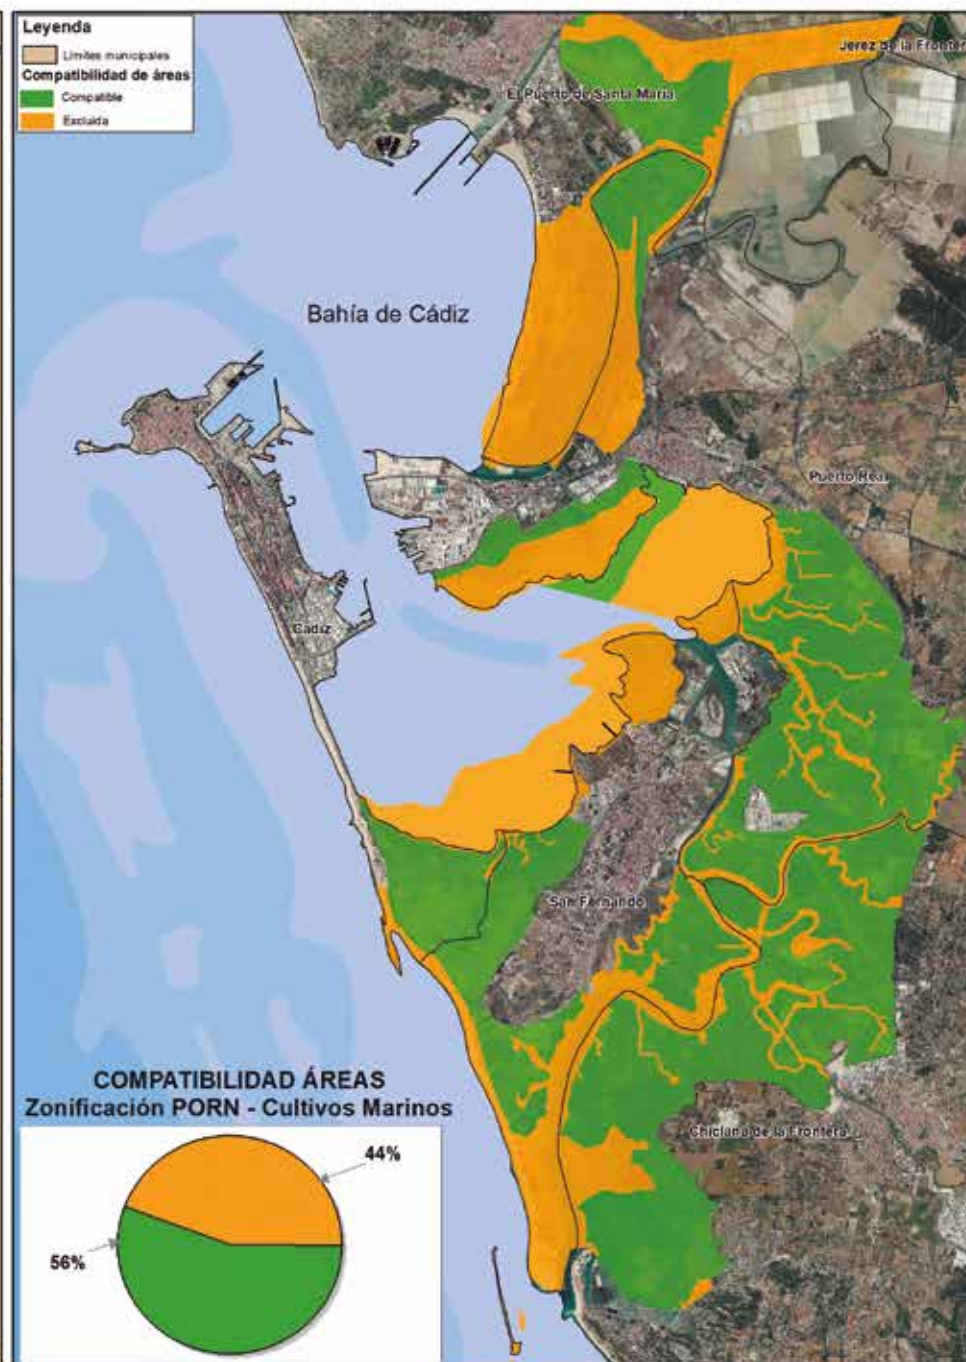 Leyenda
Límites municipales
Compatibilidad de áreas
Compatible
Excluida
Jerez de la Fronter
El Puerto de Santa María
Bahía de Cádiz
Puerto Real
Cádiz
San Fernando
Chiclana de la Frontera
COMPATIBILIDAD ÁREAS
Zonificación PORN - Cultivos Marinos
44%
56%